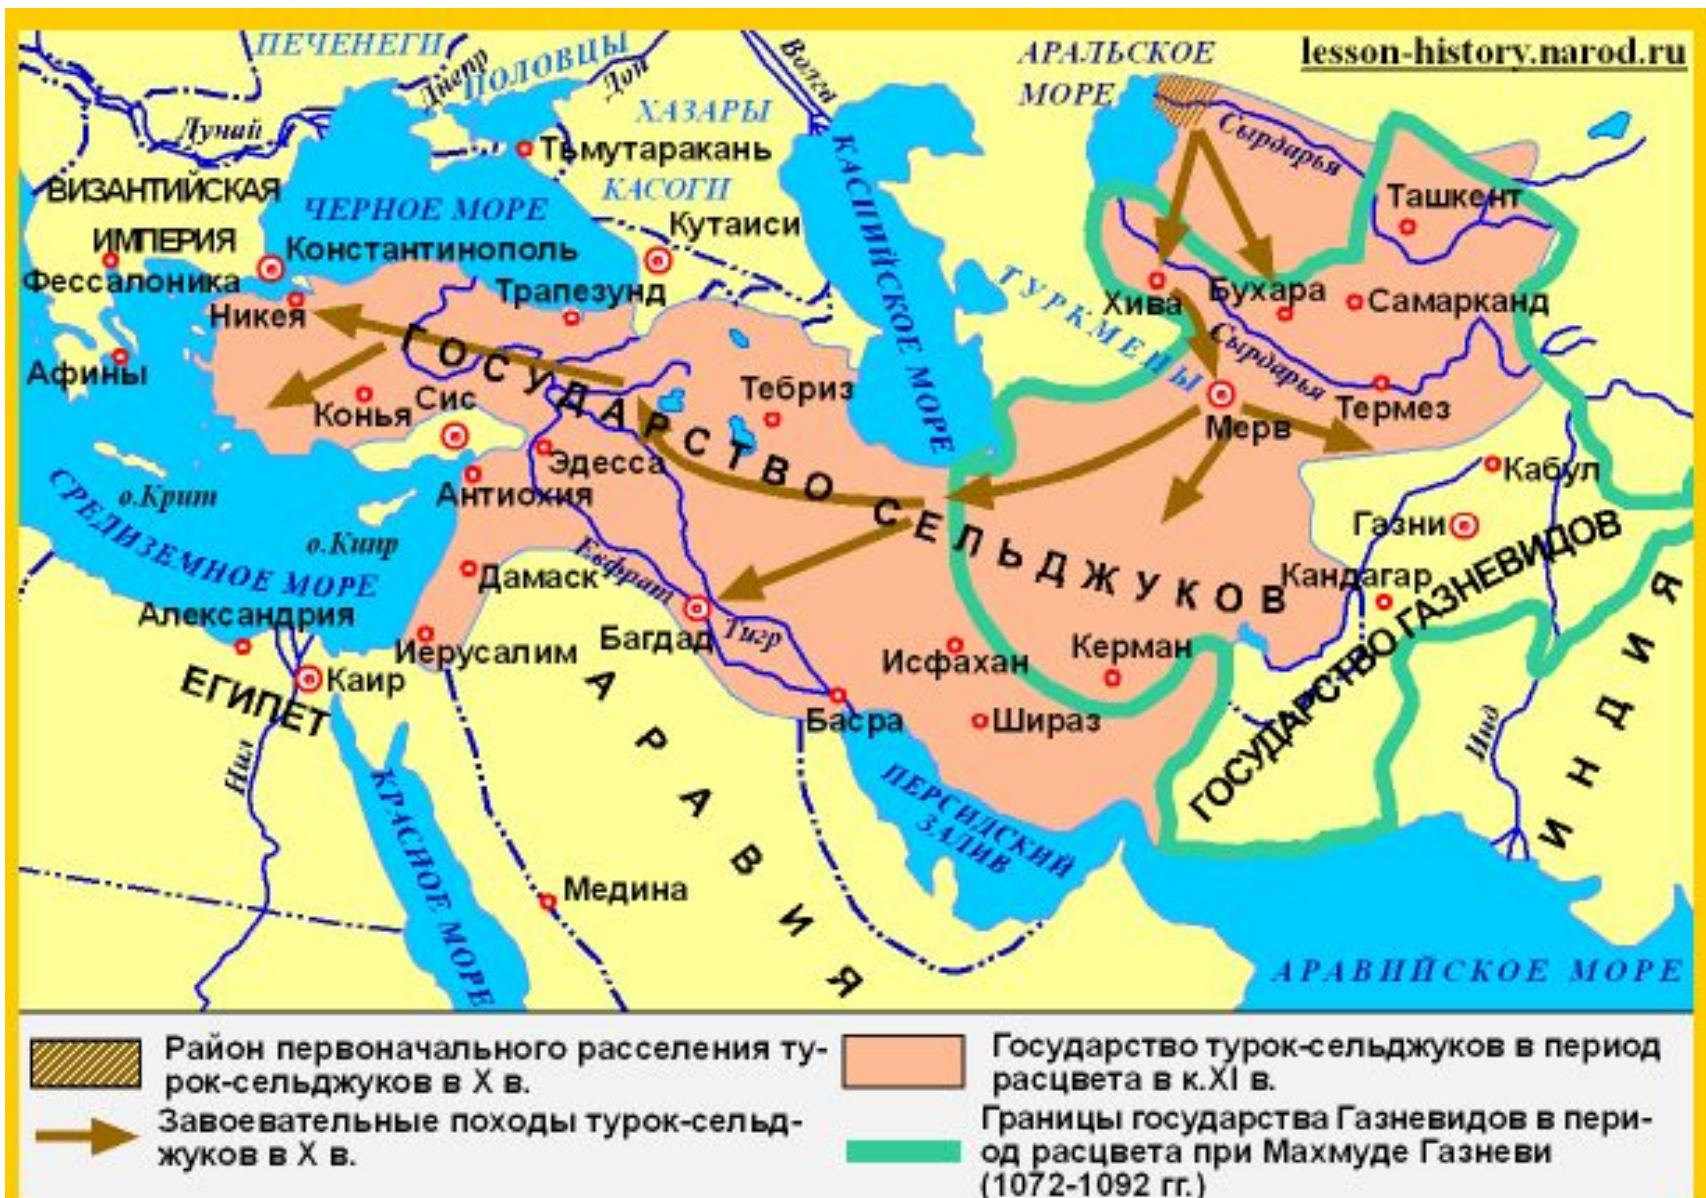 ПЕЧЕНЕГИ
ПОЛОВЦЫ
Днепр
Дон
Волга
АРАЛЬСКОЕ
МОРЕ
lesson-history.narod.ru
Дунай
ХАЗАРЫ
Тьмутаракань
КАСОГИ
Сырдарья
Ташкент
ВИЗАНТИЙСКАЯ
ИМПЕРИЯ
ЧЕРНОЕ МОРЕ
КАСПИЙСКОЕ МОРЕ
Кутаиси
Константинополь
Фессалоника
Никея
Трапезунд
ТУРКМЕНЫ
Хива
Бухара
Самарканд
Сырдарья
Афины
Конья
Сис
Тебриз
Мерв
Термез
ГОСУДАРСТВО СЕЛЬДЖУКОВ
Эдесса
Антиохия
Кабул
Газни
о.Крит
о.Кипр
СРЕДИЗЕМНОЕ МОРЕ
Дамаск
Евфрат
Кандагар
ГОСУДАРСТВО ГАЗНЕВИДОВ
ИНДИЯ
Александрия
Иерусалим
Багдад
Тигр
Исфахан
Керман
Каир
ЕГИПЕТ
АРАВИЯ
Басра
Шираз
Инд
Нил
КРАСНОЕ МОРЕ
ПЕРСИДСКИЙ
ЗАЛИВ
Медина
АРАВИЙСКОЕ МОРЕ
Район первоначального расселения ту-
рок-сельджуков в X в.
Завоевательные походы турок-сельд-
жуков в X в.
Государство турок-сельджуков в период
расцвета в к.XI в.
Границы государства Газневидов в пери-
од расцвета при Махмуде Газневи
(1072-1092 гг.)